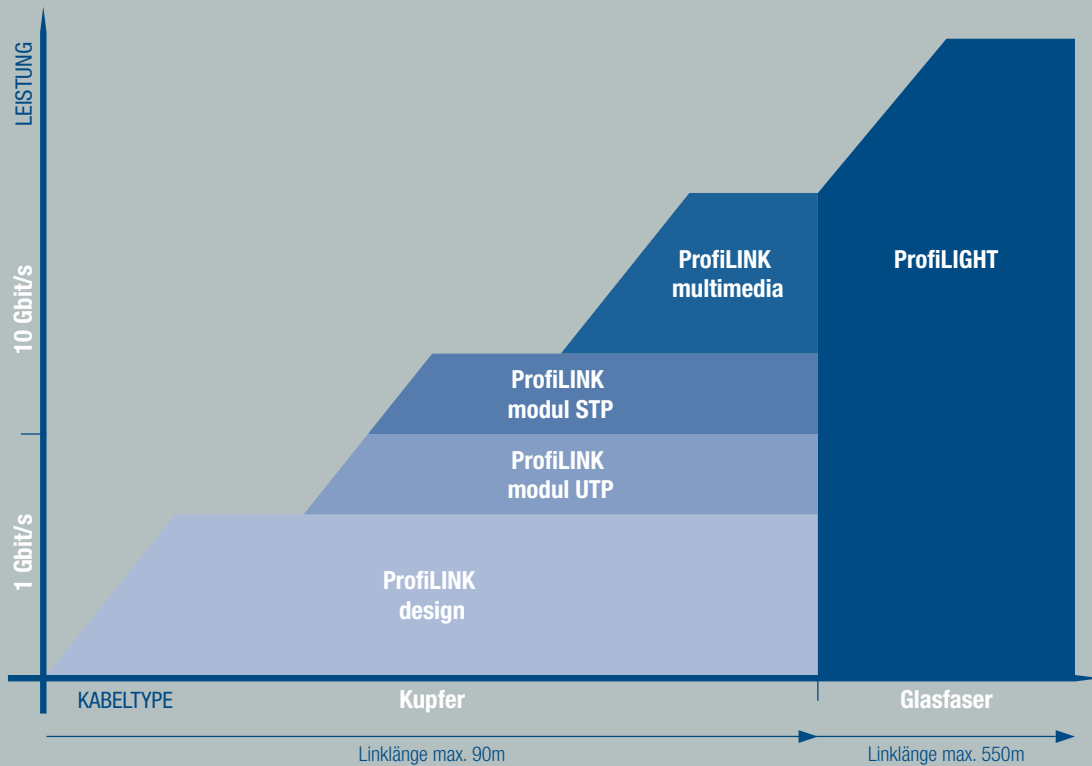 LEISTUNG
10 Gbit/s
1 Gbit/s
ProfiLINK
multimedia
ProfiLIGHT
ProfiLINK
modul STP
ProfiLINK
modul UTP
ProfiLINK
design
KABELTYPE
Kupfer
Glasfaser
Linklänge max. 90m
Linklänge max. 550m